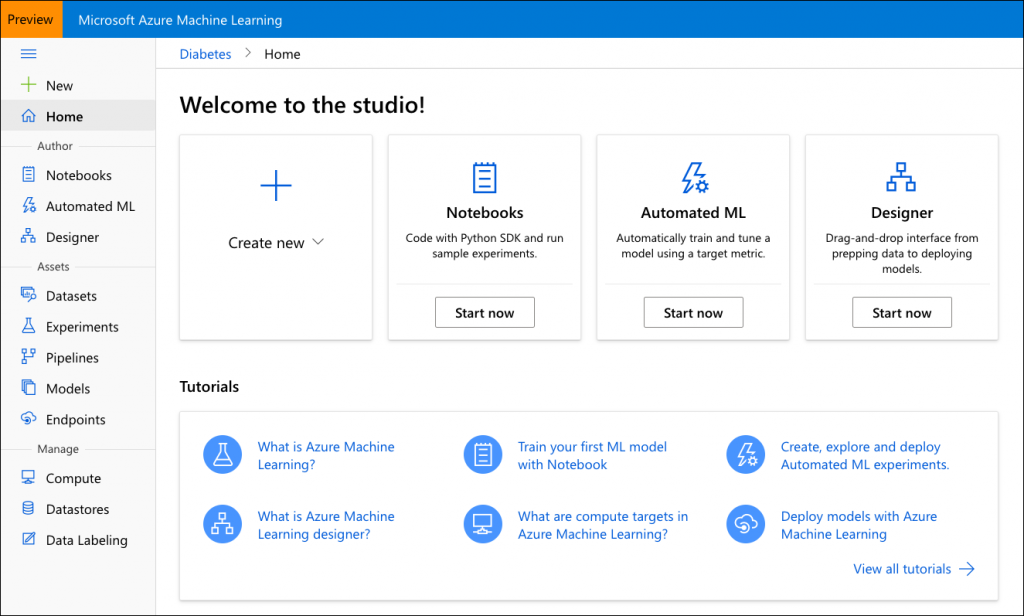 Preview
Microsoft Azure Machine Learning
New
Home
Author
Notebooks
Automated ML
Designer
Assets
Datasets
Experiments
Pipelines
Models
Endpoints
Manage
Compute
Datastores
Data Labeling
Diabetes > Home
Welcome to the studio!
Create new
Notebooks
Code with Python SDK and run
sample experiments.
Start now
Automated ML
Automatically train and tune a
model using a target metric.
Start now
Designer
Drag-and-drop interface from
prepping data to deploying
models.
Start now
Tutorials
What is Azure Machine
Learning?
Train your first ML model
with Notebook
Create, explore and deploy
Automated ML experiments.
What is Azure Machine
Learning designer?
What are compute targets in
Azure Machine Learning?
Deploy models with Azure
Machine Learning
View all tutorials